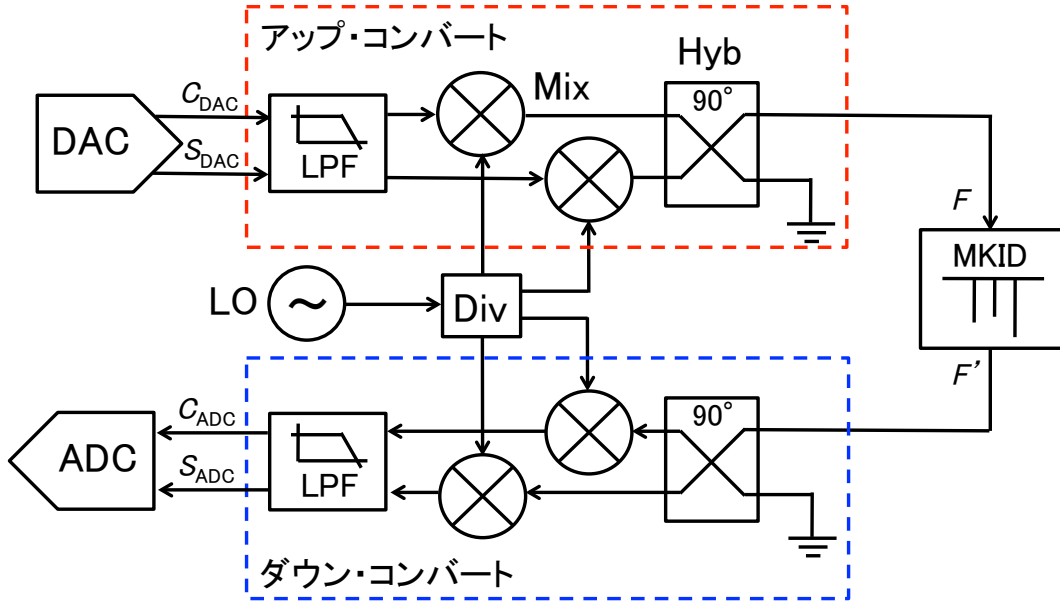 アップ・コンバート
Hyb
Mix
90°
DAC
C_DAC
S_DAC
LPF
F
MKID
LO
~
Div
F'
90°
ADC
C_ADC
S_ADC
LPF
ダウン・コンバート